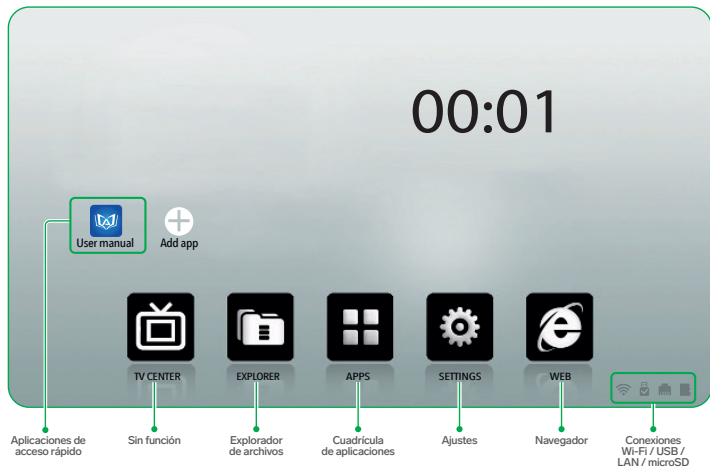 00:01
User manual
Add app
TV CENTER
EXPLORER
APPS
SETTINGS
WEB
Aplicaciones de
acceso rápido
Sin función
Explorador
de archivos
Cuadrícula
de aplicaciones
Ajustes
Navegador
Conexiones
Wi-Fi / USB /
LAN / microSD